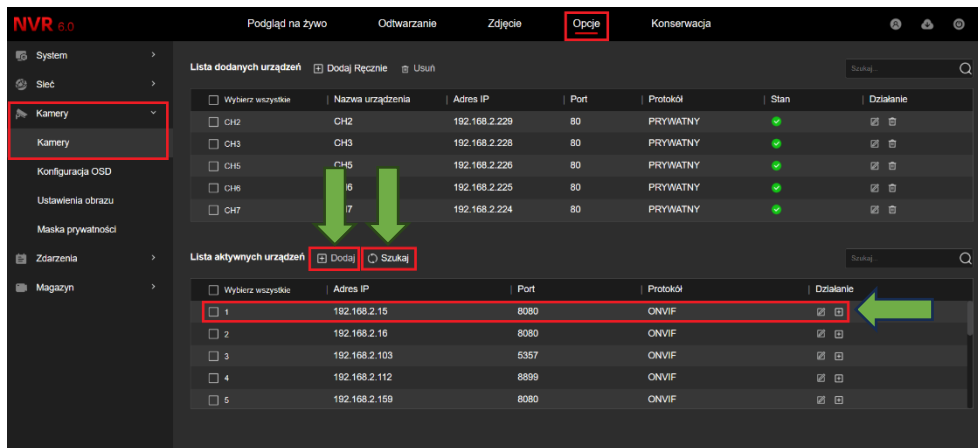 NVR 6.0 Podgląd na żywo Odtwarzanie Zdjęcie Opcje Konserwacja
System
Sieć
Kamery
Kamery
Konfiguracja OSD
Ustawienia obrazu
Maska prywatności
Zdarzenia
Magazyn
Lista dodanych urządzeń Dodaj Ręcznie Usuń Szukaj...
Wybierz wszystkie Nazwa urządzenia Adres IP Port Protokół Stan Działanie
CH2 CH2 192.168.2.229 80 PRYWATNY
CH3 CH3 192.168.2.228 80 PRYWATNY
CH5 CH5 192.168.2.226 80 PRYWATNY
CH6 192.168.2.225 80 PRYWATNY
CH7 192.168.2.224 80 PRYWATNY
Lista aktywnych urządzeń Dodaj Szukaj Szukaj...
Wybierz wszystkie Adres IP Port Protokół Działanie
1 192.168.2.15 8080 ONVIF
2 192.168.2.16 8080 ONVIF
3 192.168.2.103 5357 ONVIF
4 192.168.2.112 8899 ONVIF
5 192.168.2.159 8080 ONVIF